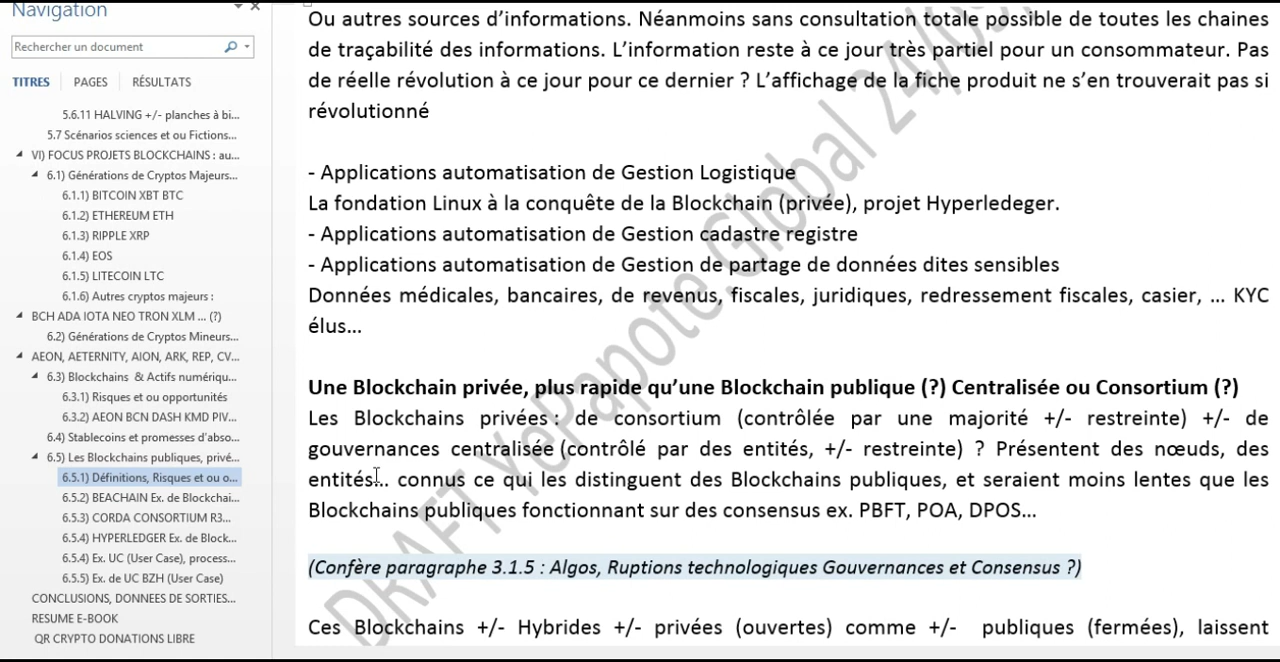 Navigation
Rechercher un document
TITRES PAGES RÉSULTATS
5.6.11 HALVING +/- planches à bi...
5.7 Scénarios sciences et ou Fictions...
VI) FOCUS PROJETS BLOCKCHAINS : au...
6.1) Générations de Cryptos Majeurs...
6.1.1) BITCOIN XBT BTC
6.1.2) ETHEREUM ETH
6.1.3) RIPPLE XRP
6.1.4) EOS
6.1.5) LITECOIN LTC
6.1.6) Autres cryptos majeurs :
BCH ADA IOTA NEO TRON XLM ... (?)
6.2) Générations de Cryptos Mineurs...
AEON, AETERNITY, AION, ARK, REP, CV...
6.3) Blockchains & Actifs numériqu...
6.3.1) Risques et ou opportunités
6.3.2) AEON BCN DASH KMD PIV...
6.4) Stablecoins et promesses d'abso...
6.5) Les Blockchains publiques, privé...
6.5.1) Définitions, Risques et ou o...
6.5.2) BEACHAIN Ex. de Blockchai...
6.5.3) CORDA CONSORTIUM R3...
6.5.4) HYPERLEDGER Ex. de Block...
6.5.4) Ex. UC (User Case), process...
6.5.5) Ex. de UC BZH (User Case)
CONCLUSIONS, DONNEES DE SORTIES...
RESUME E-BOOK
QR CRYPTO DONATIONS LIBRE
Ou autres sources d’informations. Néanmoins sans consultation totale possible de toutes les chaines
de traçabilité des informations. L’information reste à ce jour très partiel pour un consommateur. Pas
de réelle révolution à ce jour pour ce dernier ? L’affichage de la fiche produit ne s’en trouverait pas si
révolutionné
- Applications automatisation de Gestion Logistique
La fondation Linux à la conquête de la Blockchain (privée), projet Hyperledeger.
- Applications automatisation de Gestion cadastre registre
- Applications automatisation de Gestion de partage de données dites sensibles
Données médicales, bancaires, de revenus, fiscales, juridiques, redressement fiscales, casier, ... KYC
élus...
Une Blockchain privée, plus rapide qu’une Blockchain publique (?) Centralisée ou Consortium (?)
Les Blockchains privées : de consortium (contrôlée par une majorité +/- restreinte) +/- de
gouvernances centralisée (contrôlé par des entités, +/- restreinte) ? Présentent des nœuds, des
entités... connus ce qui les distinguent des Blockchains publiques, et seraient moins lentes que les
Blockchains publiques fonctionnant sur des consensus ex. PBFT, POA, DPOS...
(Confère paragraphe 3.1.5 : Algos, Ruptions technologiques Gouvernances et Consensus ?)
Ces Blockchains +/- Hybrides +/- privées (ouvertes) comme +/- publiques (fermées), laissent
DRAFT YePapote.Global 24/05